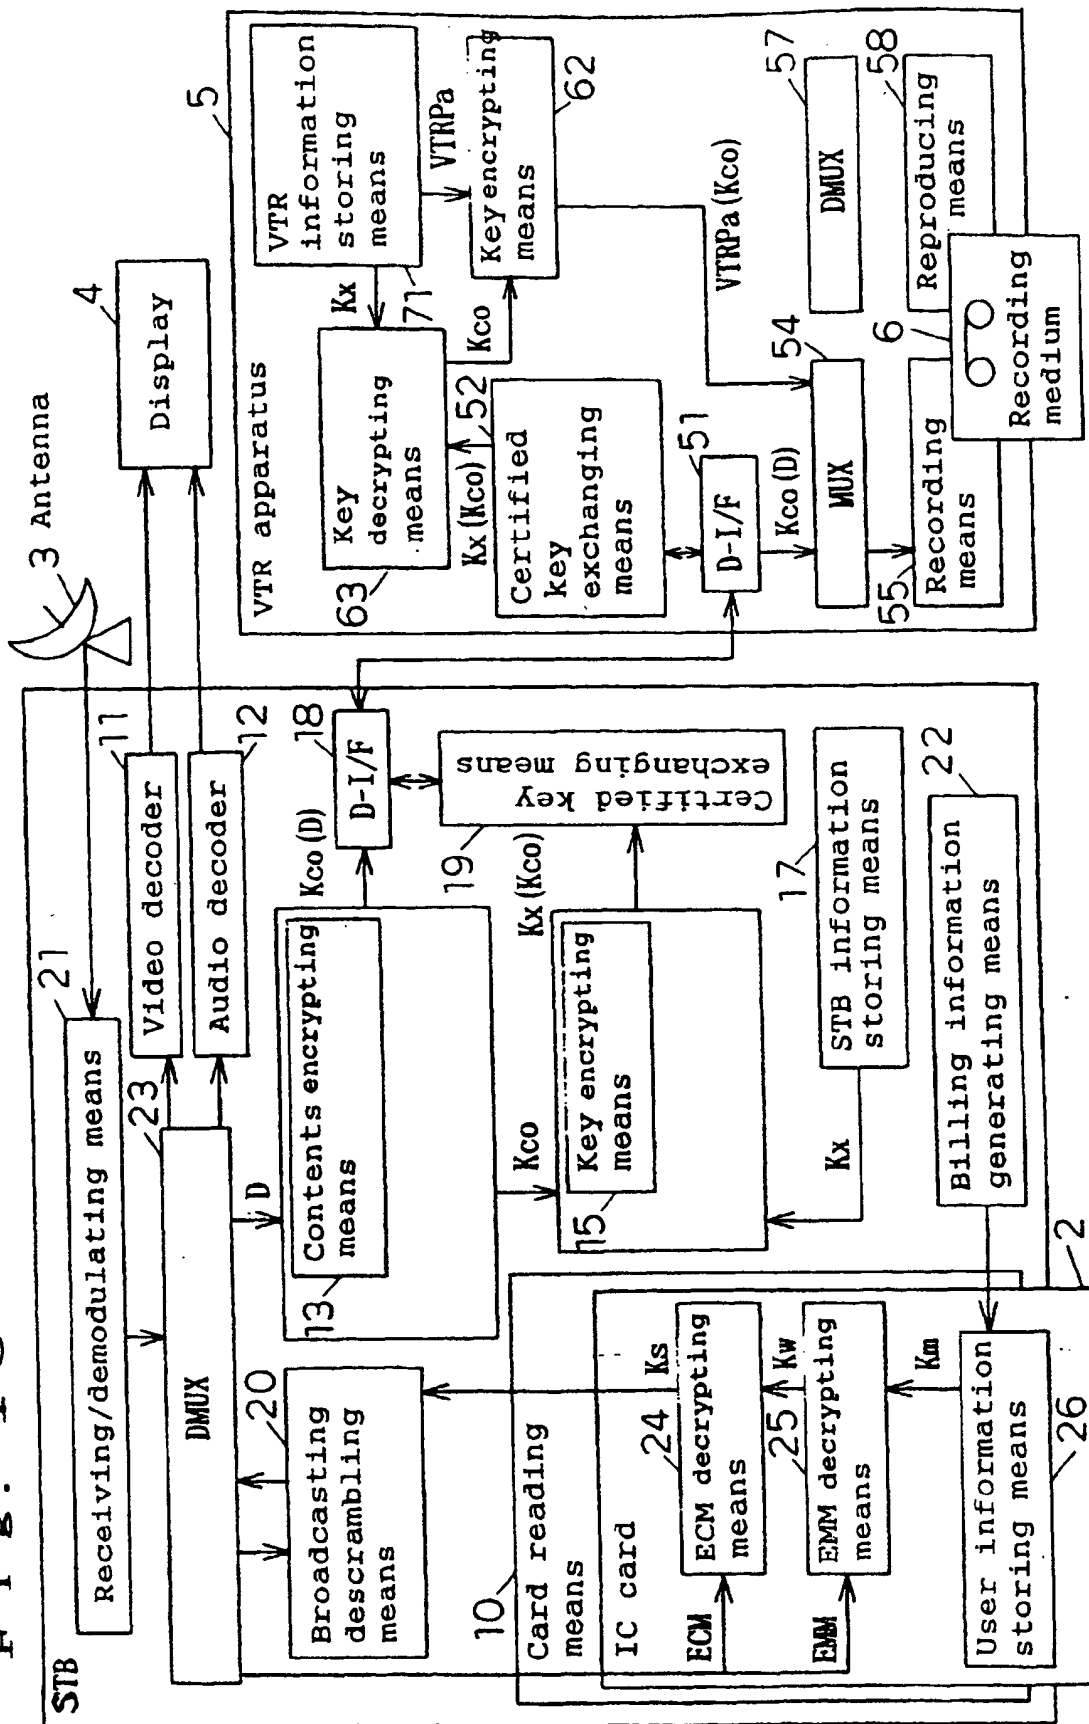 STB
Receiving/demodulating means
21
3 Antenna
4
Display
DMUX
23
Video decoder
11
Audio decoder
12
Broadcasting
descrambling
means
20
D
Contents encrypting
means
13
Kco(D)
D-I/F
18
Certified key
exchanging means
19
Kco
Key encrypting
means
15
Kx(Kco)
Kx
STB information
storing means
17
Billing information
generating means
22
10
Card reading
means
IC card
2
ECM
ECM decrypting
means
24
Ks
EMM
EMM decrypting
means
25
Kw
Km
User information
storing means
26
5
VTR apparatus
VTR
information
storing
means
71
Kx
VTRPa
Key
decrypting
means
63
Kco
Key encrypting
means
62
Kx(Kco)
52
Certified
key
exchanging
means
D-I/F
51
VTRPa(Kco)
Kco(D)
MUX
54
DMUX
57
Recording
means
55
Reproducing
means
58
6
Recording
medium